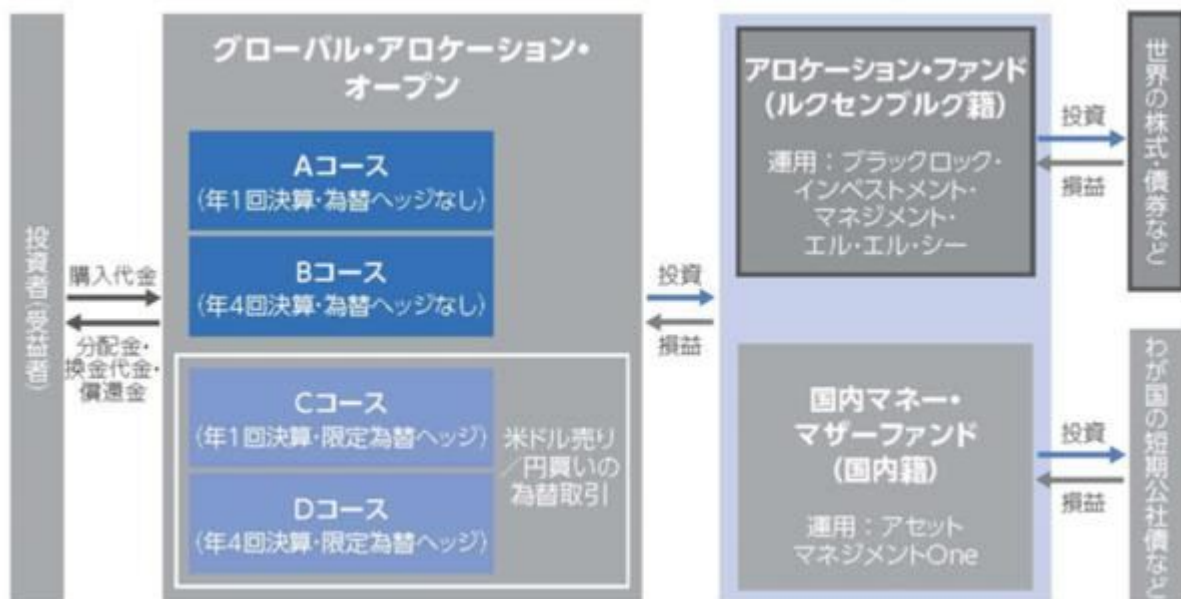 投資者(受益者)
購入代金
分配金・
換金代金・
償還金
グローバル・アロケーション・
オープン
Aコース
(年1回決算・為替ヘッジなし)
Bコース
(年4回決算・為替ヘッジなし)
Cコース
(年1回決算・限定為替ヘッジ)
Dコース
(年4回決算・限定為替ヘッジ)
米ドル売り
／円買いの
為替取引
投資
損益
アロケーション・ファンド
(ルクセンブルグ籍)
運用：ブラックロック・
インベストメント・
マネジメント・
エル・エル・シー
投資
損益
世界の株式・債券など
国内マネー・
マザーファンド
(国内籍)
運用：アセット
マネジメントOne
投資
損益
わが国の短期公社債など